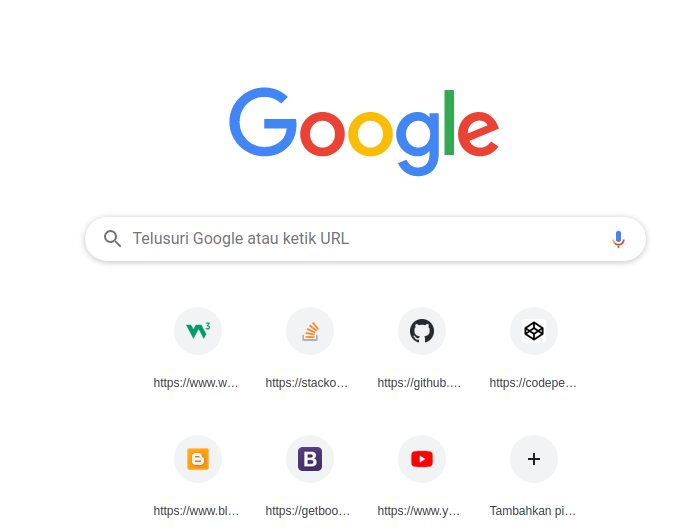 Google
Telusuri Google atau ketik URL
https://www.w...
https://stacko...
https://github....
https://codepe...
https://www.bl...
https://getboo...
https://www.y...
Tambahkan pi...